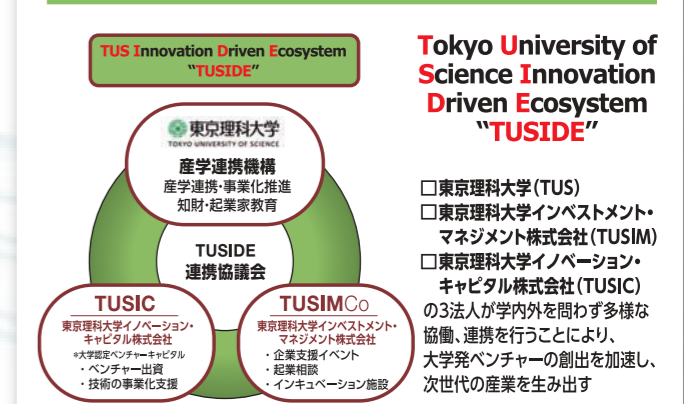 TUS Innovation Driven Ecosystem
“TUSIDE”
東京理科大学
TOKYO UNIVERSITY OF SCIENCE
産学連携機構
産学連携・事業化推進
知財・起業家教育
TUSIDE
連携協議会
TUSIC
東京理科大学イノベーション・
キャピタル株式会社
*大学認定ベンチャーキャピタル
・ベンチャー出資
・技術の事業化支援
TUSIMCo
東京理科大学インベストメント・
マネジメント株式会社
・企業支援イベント
・起業相談
・インキュベーション施設
Tokyo University of
Science Innovation
Driven Ecosystem
“TUSIDE”
□東京理科大学(TUS)
□東京理科大学インベストメント・
マネジメント株式会社(TUSIM)
□東京理科大学イノベーション・
キャピタル株式会社(TUSIC)
の3法人が学内外を問わず多様な
協働、連携を行うことにより、
大学発ベンチャーの創出を加速し、
次世代の産業を生み出す